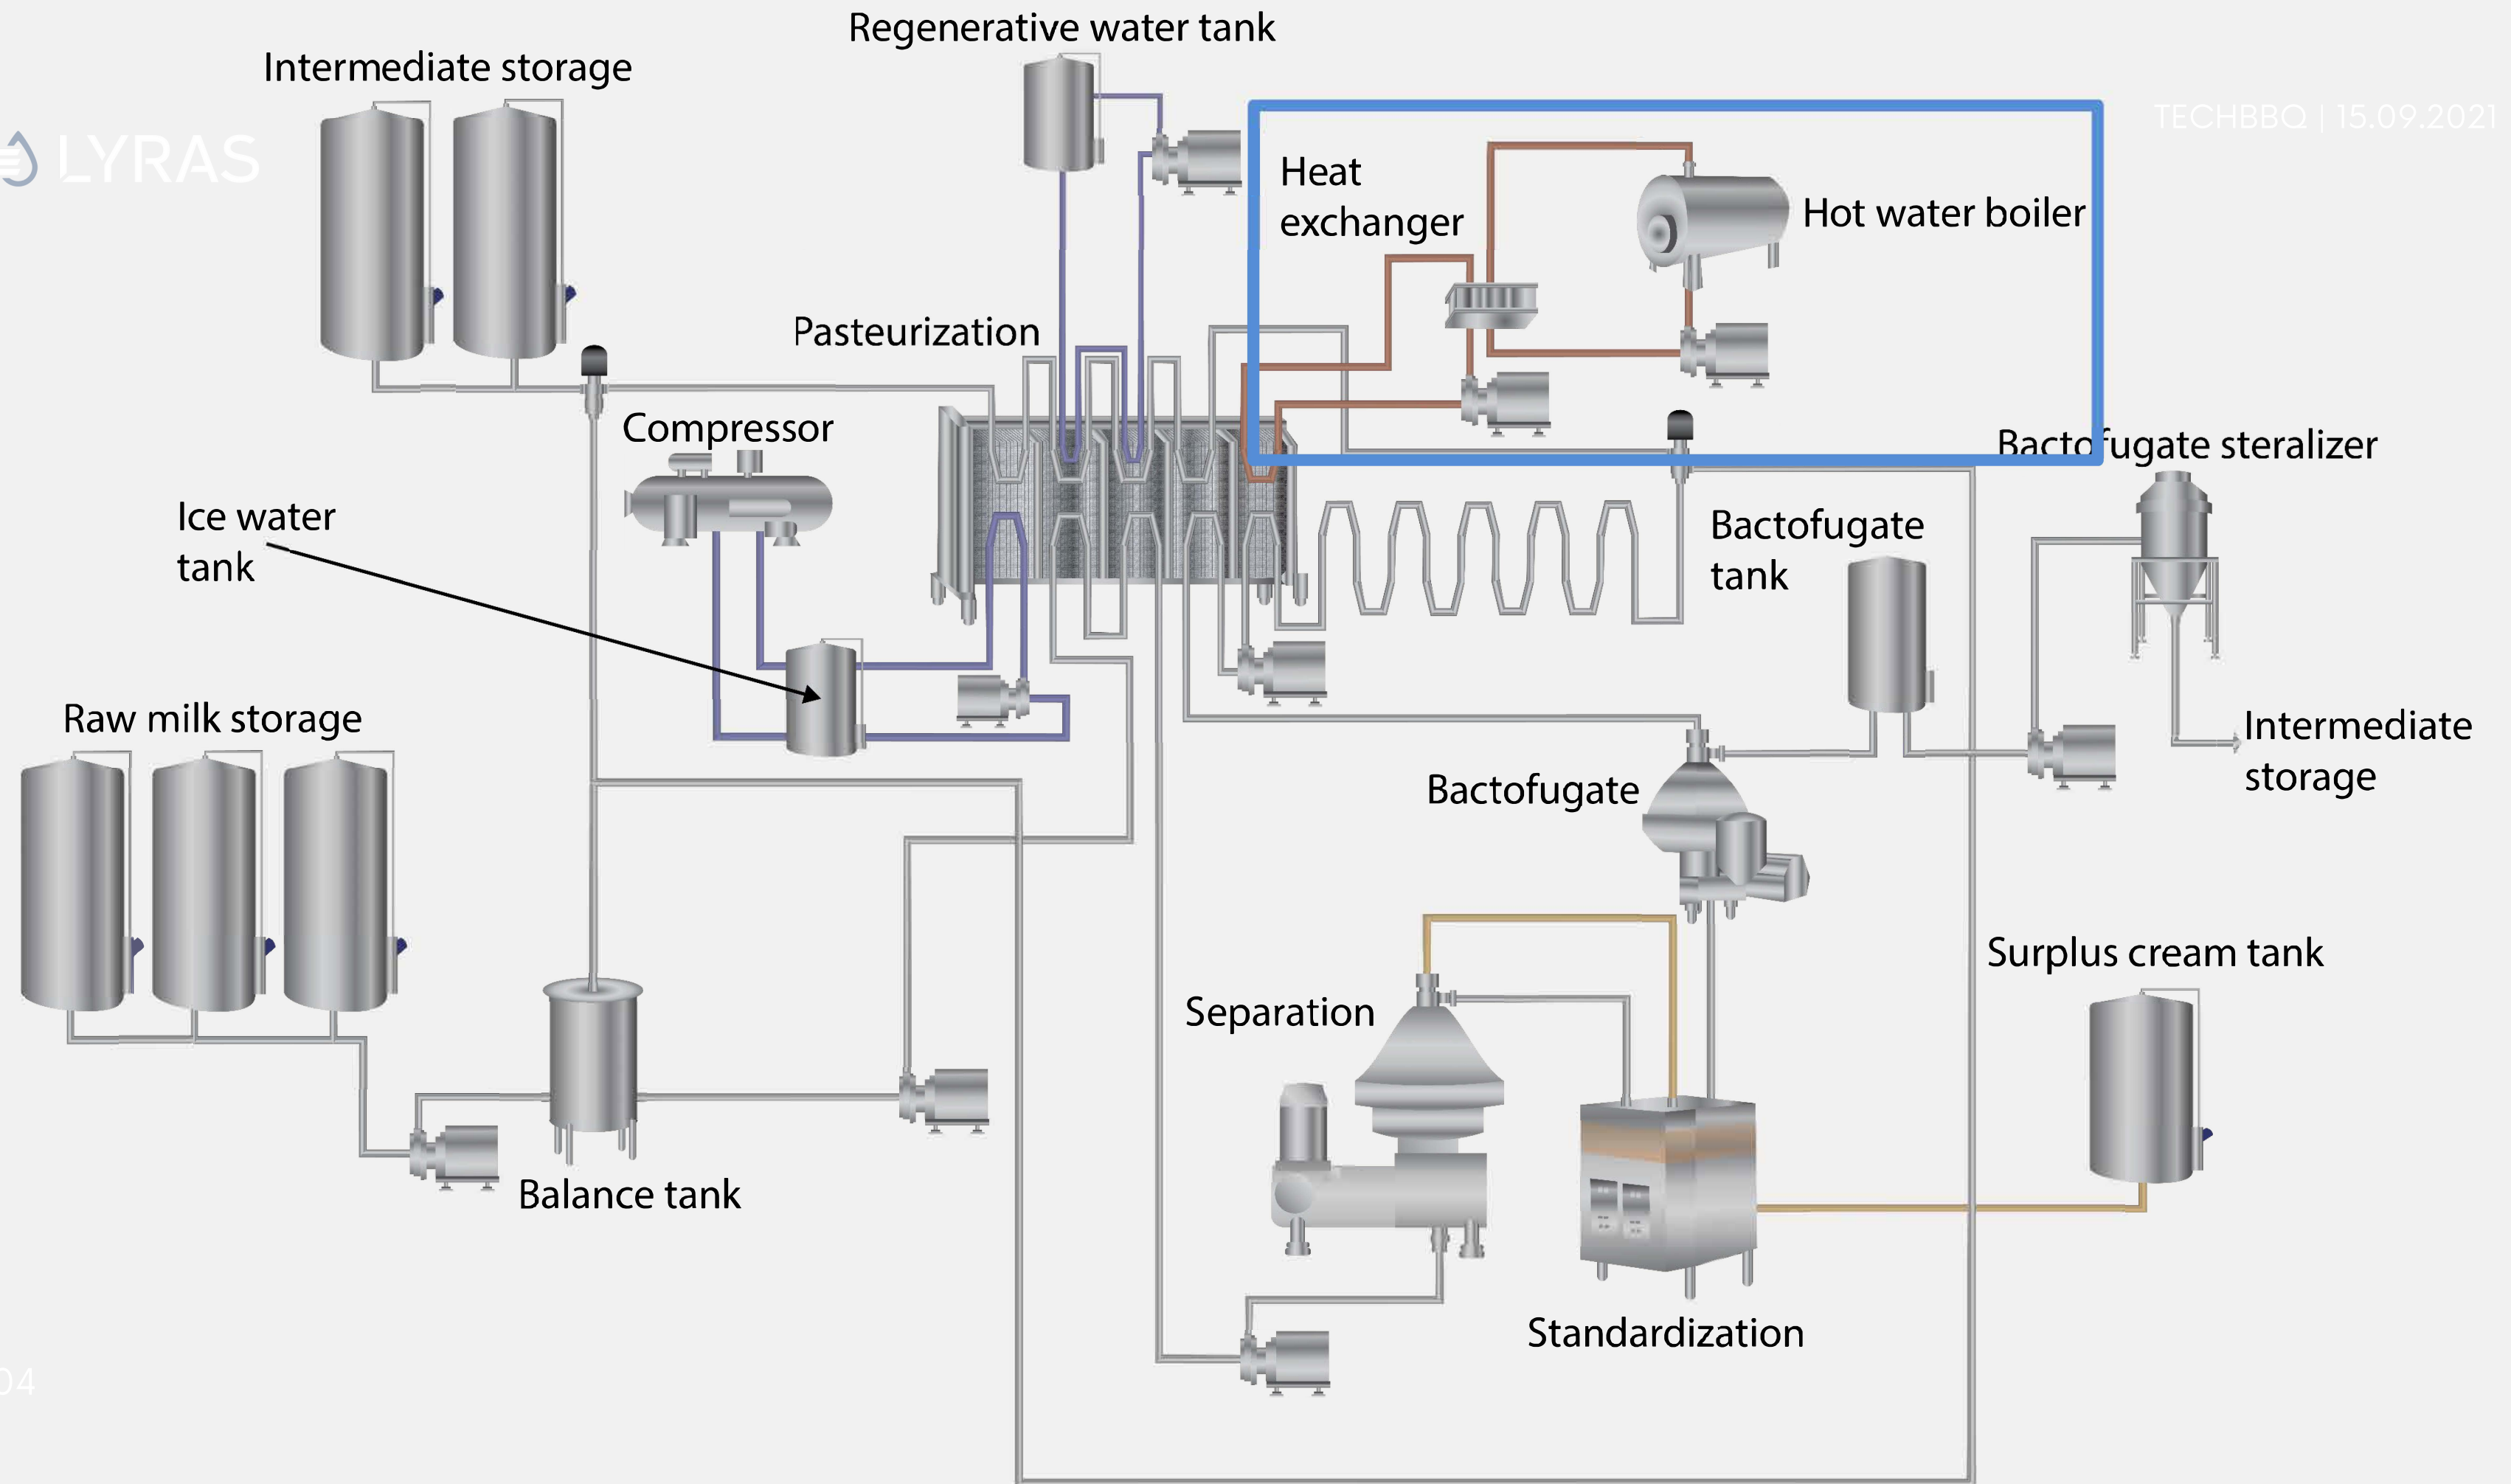 Regenerative water tank
Intermediate storage
TECHBBQ | 15.09.2021
LYRAS
Heat
exchanger
Hot water boiler
Pasteurization
Compressor
Bactofugate steralizer
Ice water
tank
Bactofugate
tank
Raw milk storage
Intermediate
storage
Bactofugate
Surplus cream tank
Separation
Balance tank
Standardization
04